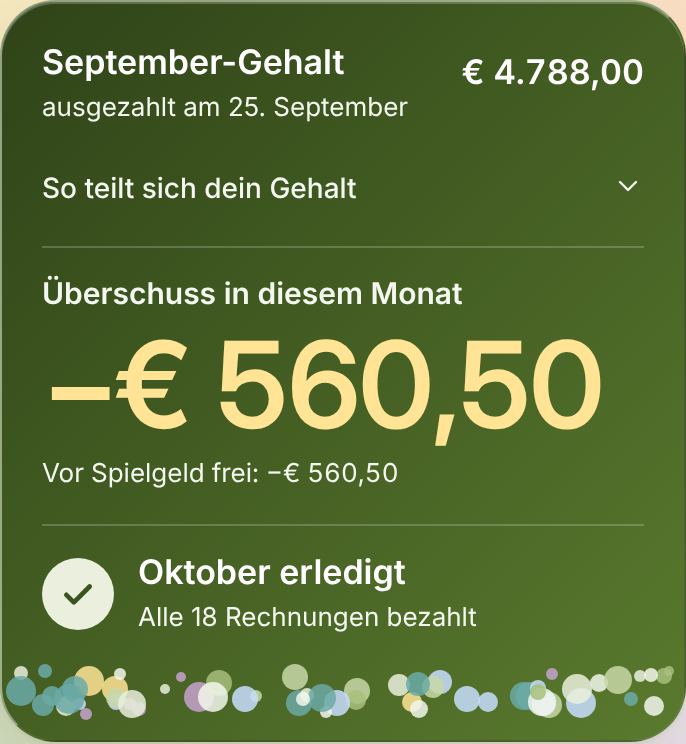 September-Gehalt
€ 4.788,00
ausgezahlt am 25. September
So teilt sich dein Gehalt
Überschuss in diesem Monat
−€ 560,50
Vor Spielgeld frei: −€ 560,50
Oktober erledigt
Alle 18 Rechnungen bezahlt